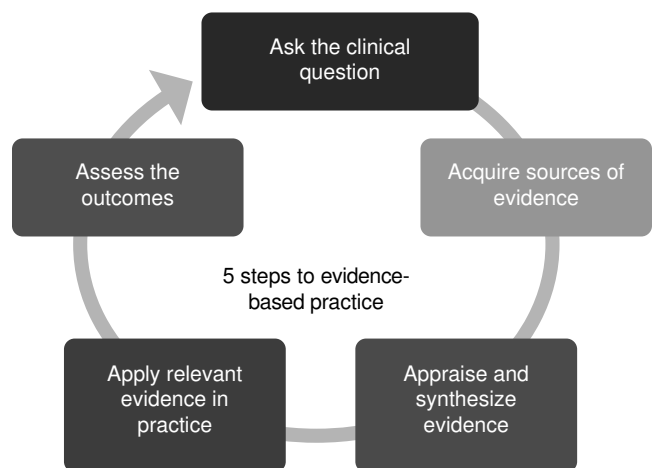 Ask the clinical
question
Acquire sources of
evidence
Appraise and
synthesize
evidence
Apply relevant
evidence in
practice
Assess the
outcomes
5 steps to evidence-
based practice